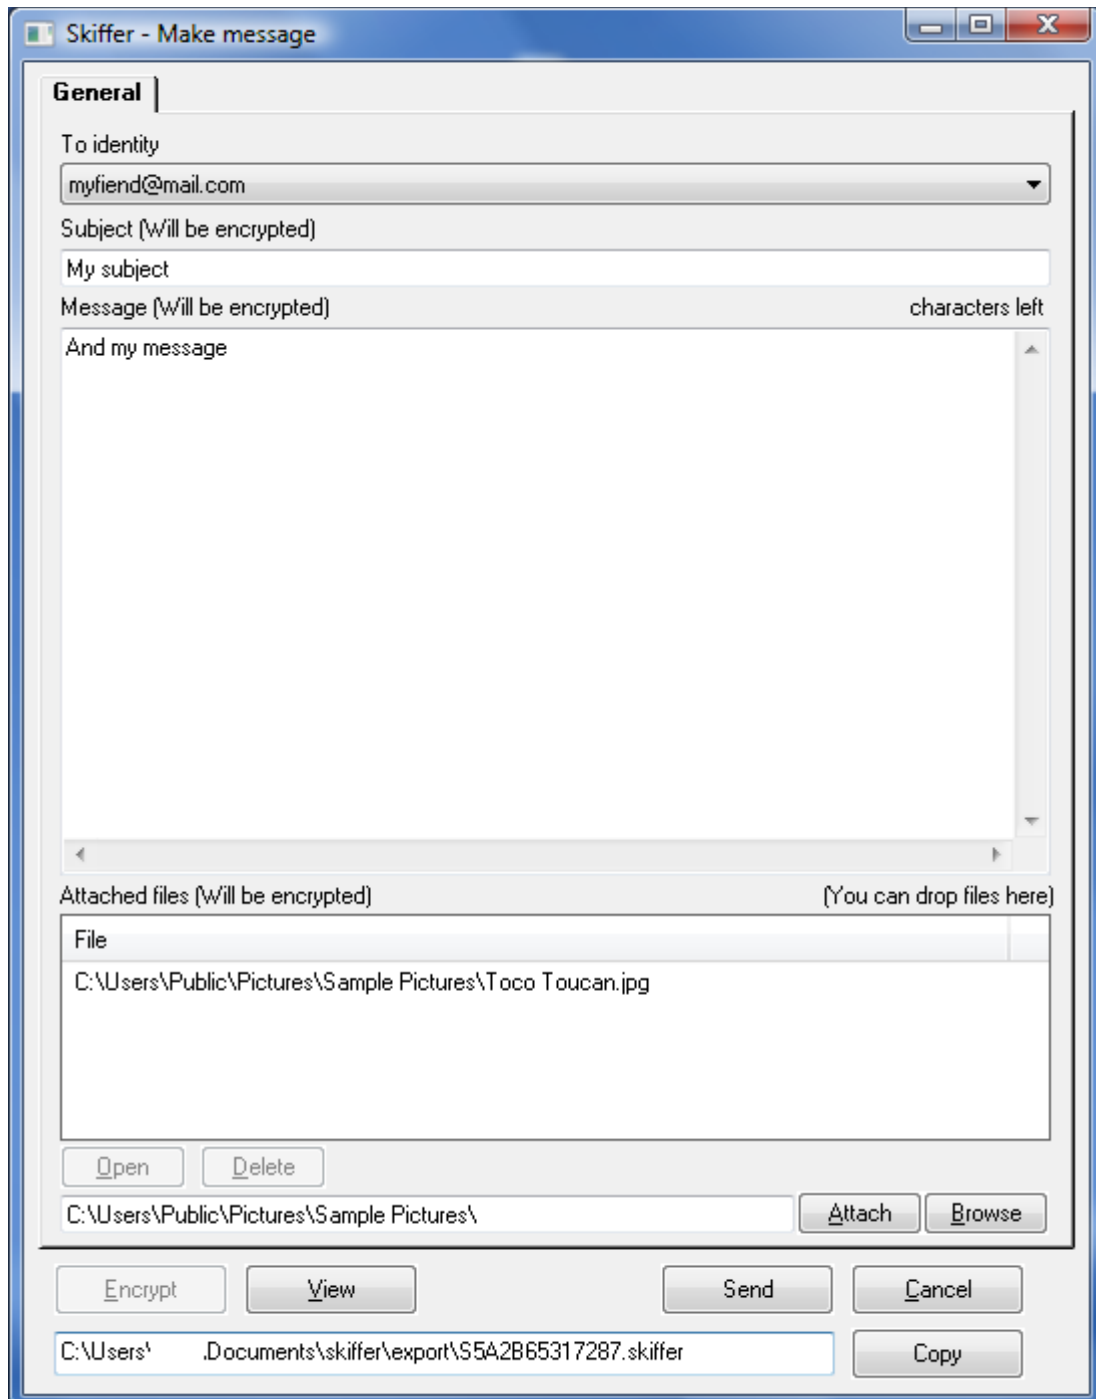 Skiffer - Make message
General
To identity
myfiend@mail.com
Subject (Will be encrypted)
My subject
Message (Will be encrypted) characters left
And my message
Attached files (Will be encrypted) (You can drop files here)
File
C:\Users\Public\Pictures\Sample Pictures\Toco Toucan.jpg
Open Delete
C:\Users\Public\Pictures\Sample Pictures\ Attach Browse
Encrypt View Send Cancel
C:\Users\ .Documents\skiffer\export\S5A2B65317287.skiffer Copy